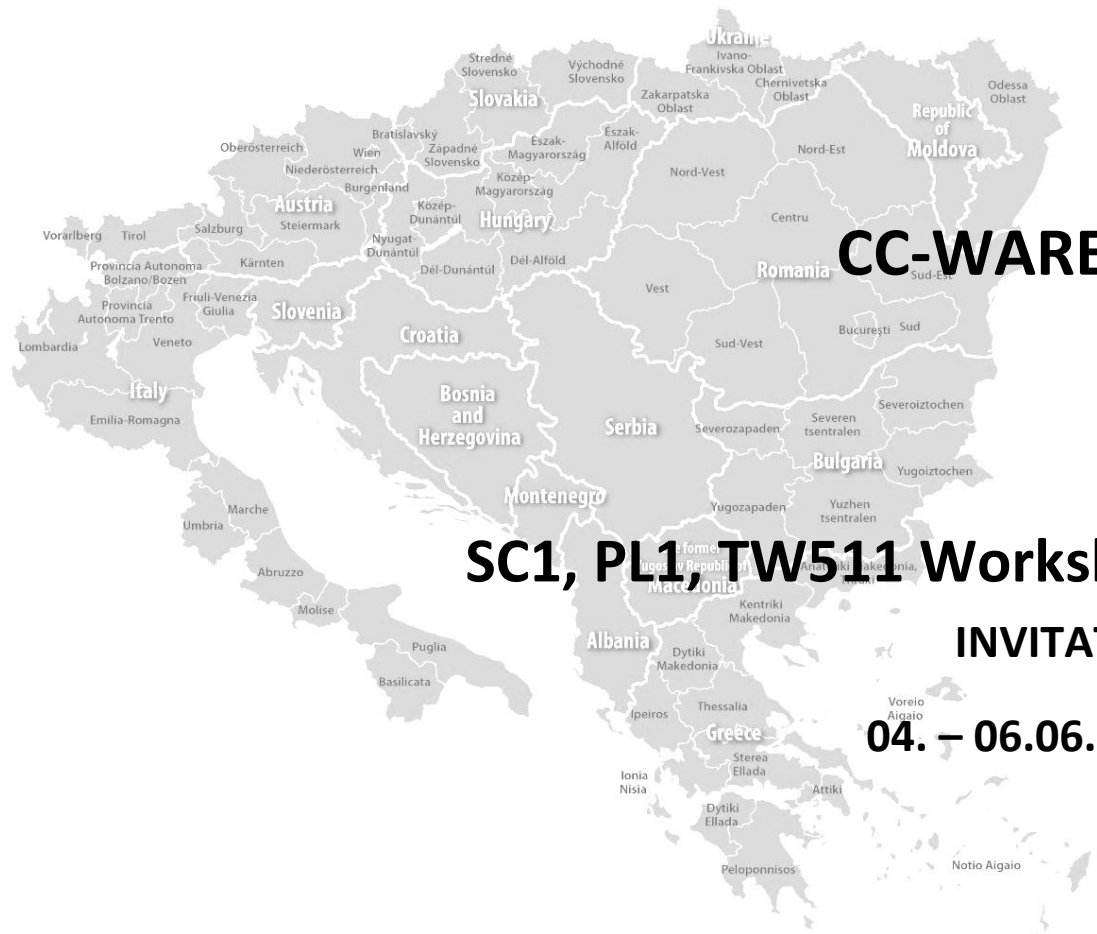 Ukraine
Ivano-
Frankivska Oblast
Chernivetska
Oblast
Zakarpatska
Oblast
Stredné
Slovensko
Východné
Slovensko
Slovakia
Odessa
Oblast
Republic
of
Moldova
Bratislavský
Západné
Slovensko
Oberösterreich
Wien
Niederösterreich
Burgenland
Austria
Steiermark
Salzburg
Vorarlberg
Tirol
Kärnten
Észak-
Magyarország
Észak-
Alföld
Közép-
Magyarország
Közép-
Dunántúl
Hungary
Nyugat-
Dunántúl
Dél-Dunántúl
Dél-Alföld
Nord-Vest
Nord-Est
Centru
Romania
CC-WARE
Sud-Est
Vest
Bucureşti
Sud
Sud-Vest
Provincia Autonoma
Bolzano/Bozen
Provincia
Autonoma Trento
Friuli-Venezia
Giulia
Lombardia
Veneto
Italy
Emilia-Romagna
Slovenia
Croatia
Bosnia
and
Herzegovina
Serbia
Montenegro
Severozapaden
Severen
tsentralen
Severoiztochen
Bulgaria
Yugoiztochen
Yugozapaden
Yuzhen
tsentralen
Umbria
Marche
Abruzzo
Molise
Puglia
Basilicata
SC1, PL1, TW511 Worksh
former
Yugoslav Republic of
Macedonia
Makedonia,
Kentriki
Makedonia
INVITAT
Albania
Dytiki
Makedonia
Ipeiros
Thessalia
Voreio
Aigaio
Greece
04. – 06.06.
Sterea
Ellada
Ionia
Nisia
Attiki
Dytiki
Ellada
Peloponnisos
Notio Aigaio